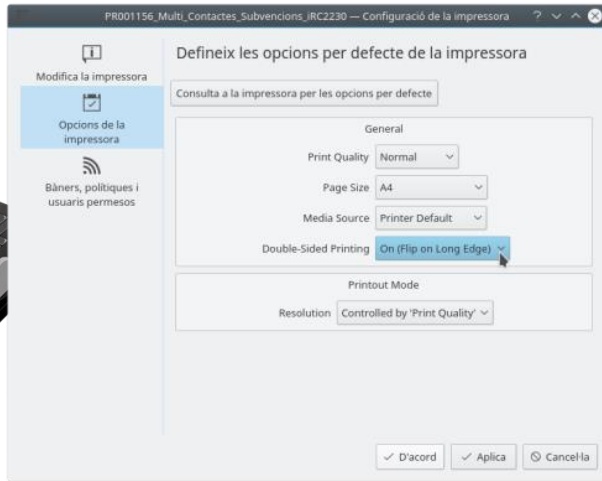 PR001156_Multi_Contactes_Subvencions_iRC2230 — Configuració de la impressora
Modifica la impressora
Opcions de la
impressora
Bàners, polítiques i
usuaris permesos
Defineix les opcions per defecte de la impressora
Consulta a la impressora per les opcions per defecte
General
Print Quality Normal
Page Size A4
Media Source Printer Default
Double-Sided Printing On (Flip on Long Edge)
Printout Mode
Resolution Controlled by 'Print Quality'
D'acord Aplica Cancel·la